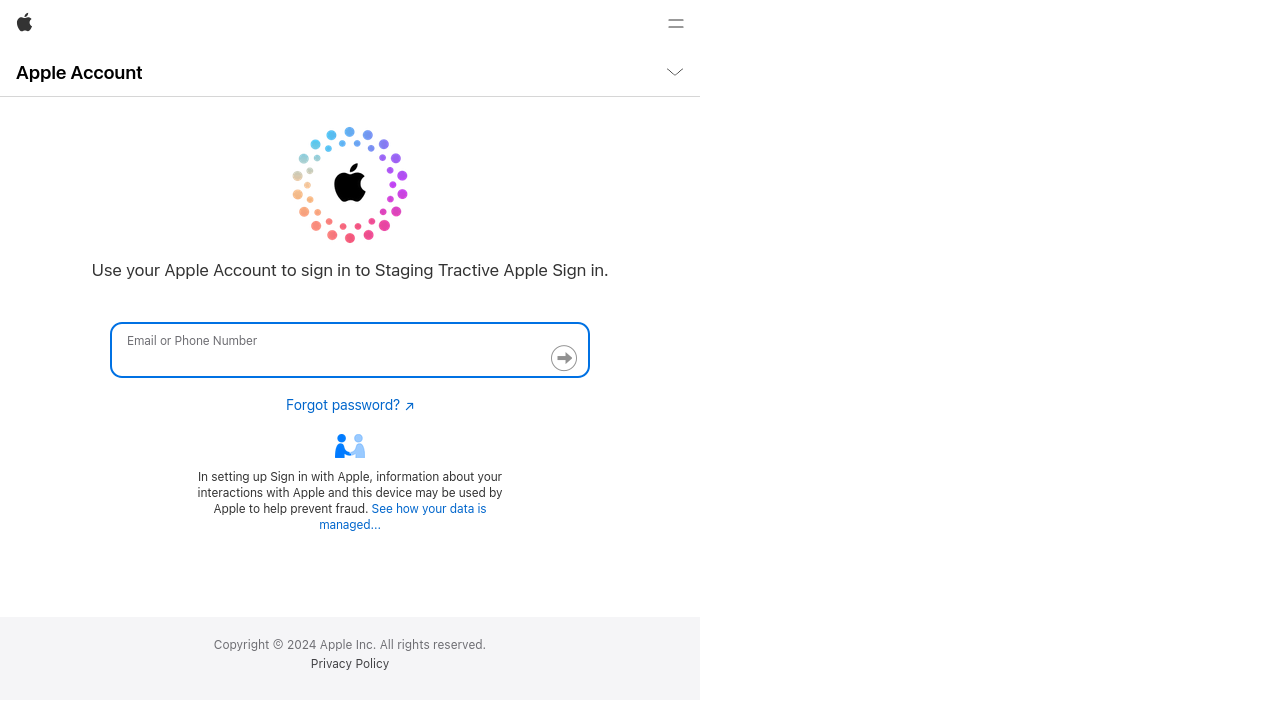 Apple Account
Use your Apple Account to sign in to Staging Tractive Apple Sign in.
Email or Phone Number
Forgot password? ↗
In setting up Sign in with Apple, information about your
interactions with Apple and this device may be used by
Apple to help prevent fraud. See how your data is
managed...
Copyright © 2024 Apple Inc. All rights reserved.
Privacy Policy